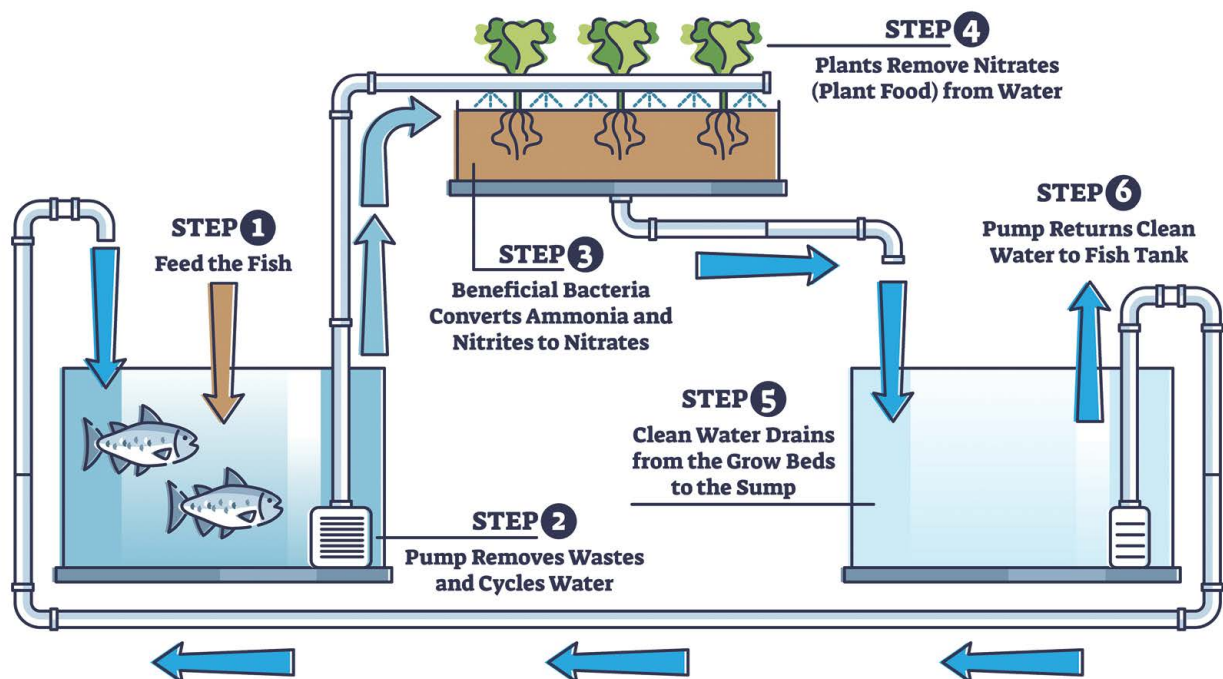 STEP 1
Feed the Fish
STEP 2
Pump Removes Wastes
and Cycles Water
STEP 3
Beneficial Bacteria
Converts Ammonia and
Nitrites to Nitrates
STEP 4
Plants Remove Nitrates
(Plant Food) from Water
STEP 5
Clean Water Drains
from the Grow Beds
to the Sump
STEP 6
Pump Returns Clean
Water to Fish Tank